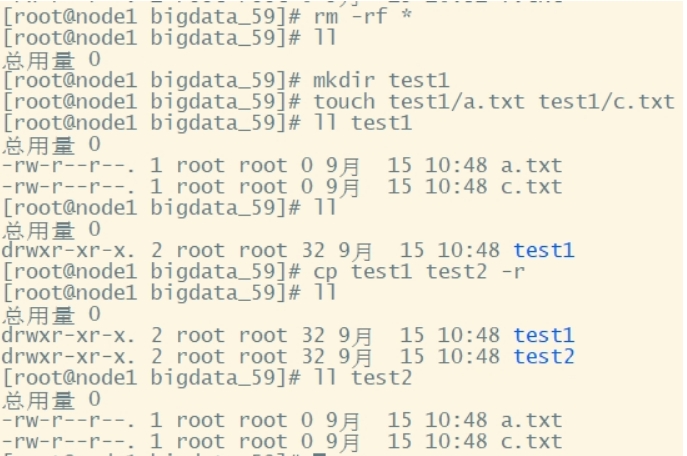 [root@node1 bigdata_59]# rm -rf *
[root@node1 bigdata_59]# ll
总用量 0
[root@node1 bigdata_59]# mkdir test1
[root@node1 bigdata_59]# touch test1/a.txt test1/c.txt
[root@node1 bigdata_59]# ll test1
总用量 0
-rw-r--r--. 1 root root 0 9月  15 10:48 a.txt
-rw-r--r--. 1 root root 0 9月  15 10:48 c.txt
[root@node1 bigdata_59]# ll
总用量 0
drwxr-xr-x. 2 root root 32 9月  15 10:48 test1
[root@node1 bigdata_59]# cp test1 test2 -r
[root@node1 bigdata_59]# ll
总用量 0
drwxr-xr-x. 2 root root 32 9月  15 10:48 test1
drwxr-xr-x. 2 root root 32 9月  15 10:48 test2
[root@node1 bigdata_59]# ll test2
总用量 0
-rw-r--r--. 1 root root 0 9月  15 10:48 a.txt
-rw-r--r--. 1 root root 0 9月  15 10:48 c.txt